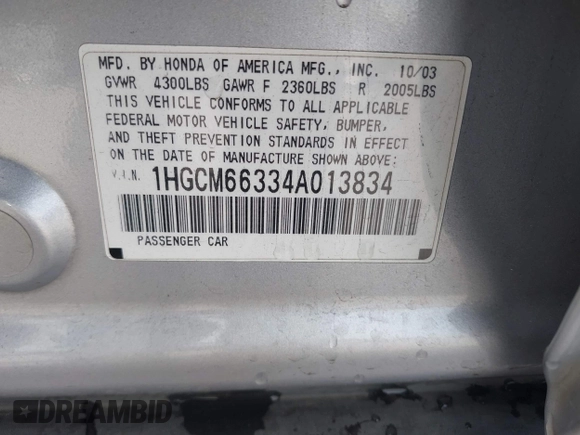 MFD. BY HONDA OF AMERICA MFG., INC. 10/03
GVWR 4300LBS GAWR F 2360LBS R 2005LBS
THIS VEHICLE CONFORMS TO ALL APPLICABLE
FEDERAL MOTOR VEHICLE SAFETY, BUMPER,
AND THEFT PREVENTION STANDARDS IN EFFECT
ON THE DATE OF MANUFACTURE SHOWN ABOVE:
V.I.N. 1HGCM66334A013834
PASSENGER CAR
DREAMBID